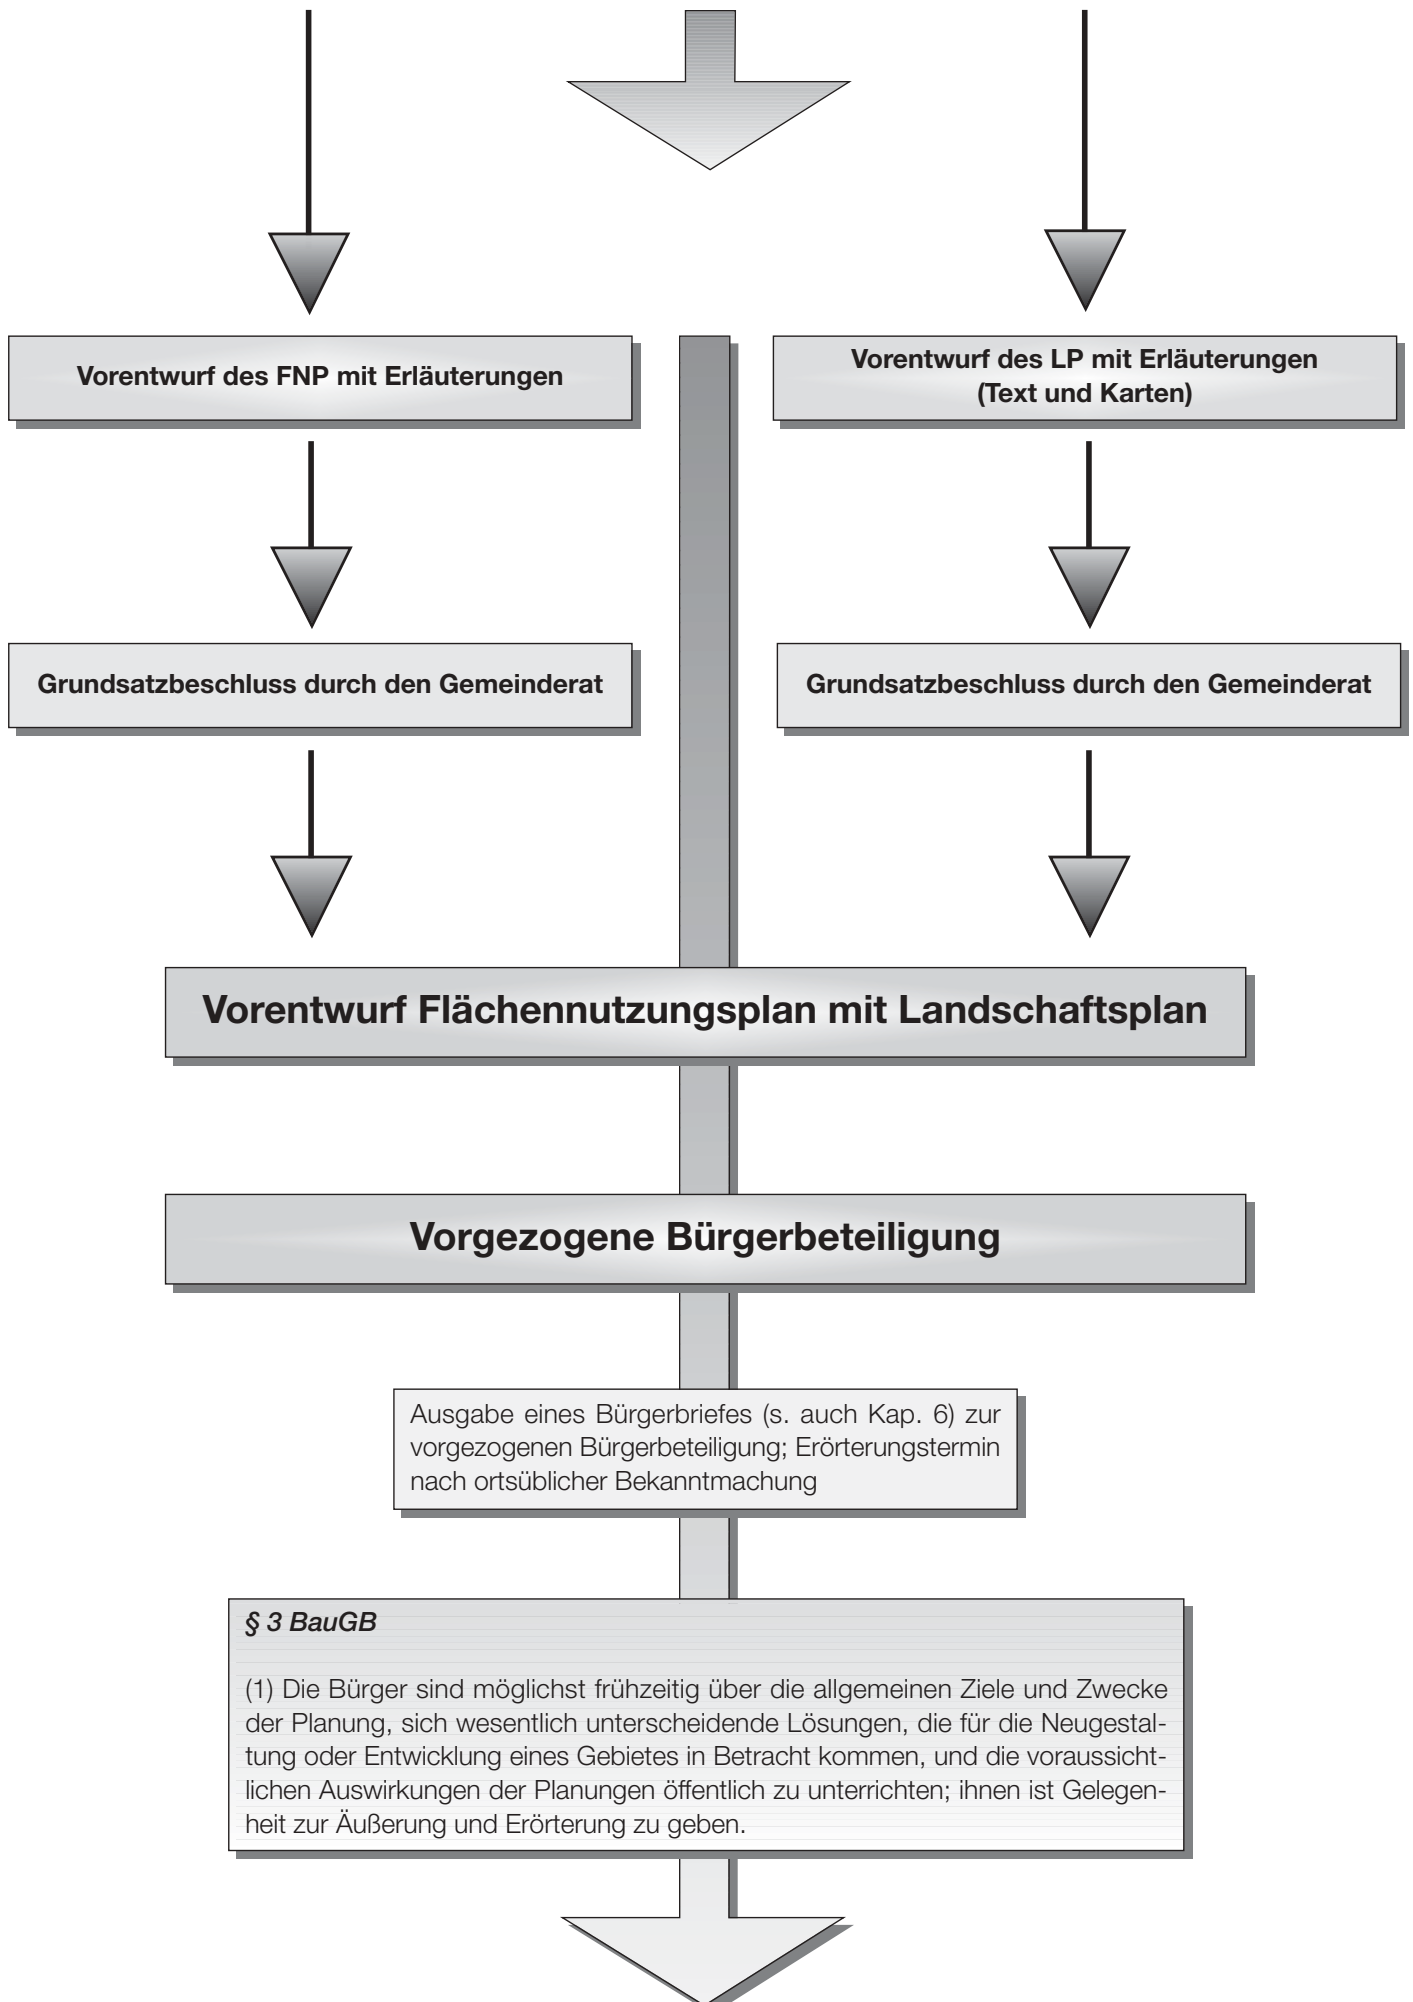 Vorentwurf des FNP mit Erläuterungen
Vorentwurf des LP mit Erläuterungen
(Text und Karten)
Grundsatzbeschluss durch den Gemeinderat
Grundsatzbeschluss durch den Gemeinderat
Vorentwurf Flächennutzungsplan mit Landschaftsplan
Vorgezogene Bürgerbeteiligung
Ausgabe eines Bürgerbriefes (s. auch Kap. 6) zur
vorgezogenen Bürgerbeteiligung; Erörterungstermin
nach ortsüblicher Bekanntmachung
§ 3 BauGB
(1) Die Bürger sind möglichst frühzeitig über die allgemeinen Ziele und Zwecke
der Planung, sich wesentlich unterscheidende Lösungen, die für die Neugestal-
tung oder Entwicklung eines Gebietes in Betracht kommen, und die voraussicht-
lichen Auswirkungen der Planungen öffentlich zu unterrichten; ihnen ist Gelegen-
heit zur Äußerung und Erörterung zu geben.